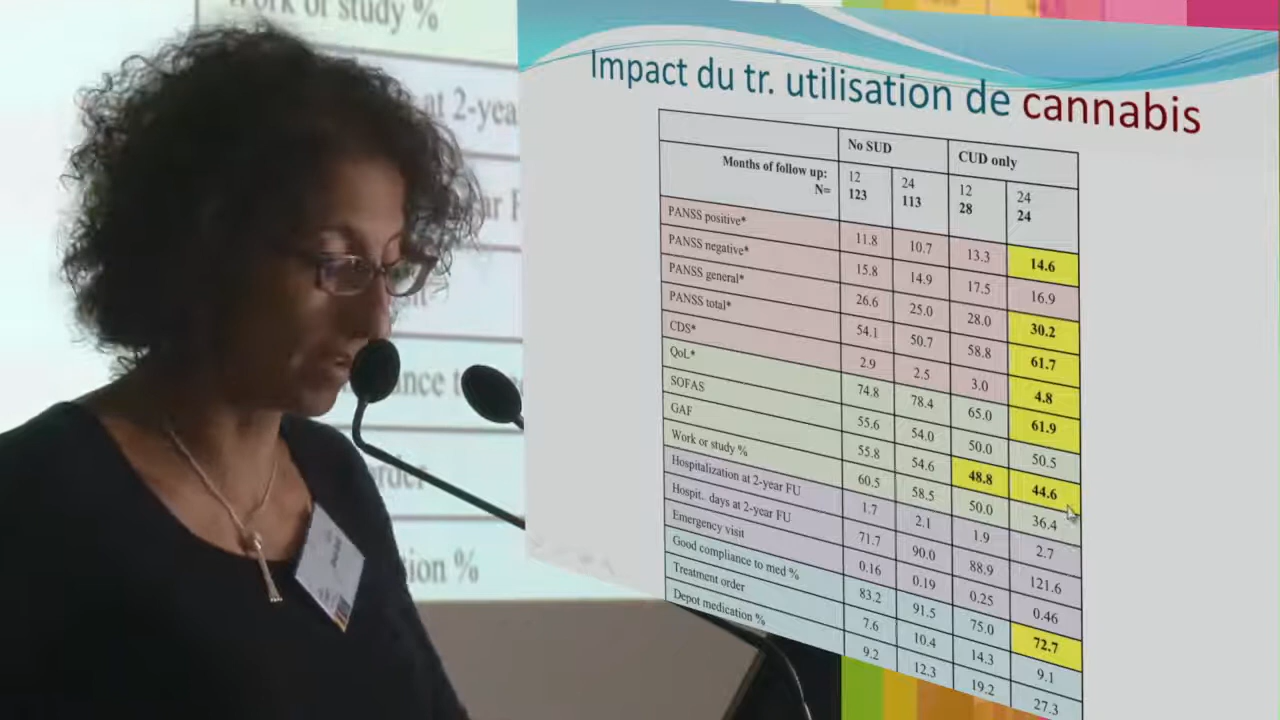 Work or study %
at 2-yea
ar F
nce t
rder
ion %
Impact du tr. utilisation de cannabis
No SUD CUD only
Months of follow up: 12 24 12 24
N= 123 113 28 24
PANSS positive* 11.8 10.7 13.3 14.6
PANSS negative* 15.8 14.9 17.5 16.9
PANSS general* 26.6 25.0 28.0 30.2
PANSS total* 54.1 50.7 58.8 61.7
CDS* 2.9 2.5 3.0 4.8
QoL* 74.8 78.4 65.0 61.9
SOFAS 55.6 54.0 50.0 50.5
GAF 55.8 54.6 48.8 44.6
Work or study % 60.5 58.5 50.0 36.4
Hospitalization at 2-year FU 1.7 2.1 1.9 2.7
Hospit. days at 2-year FU 71.7 90.0 88.9 121.6
Emergency visit 0.16 0.19 0.25 0.46
Good compliance to med % 83.2 91.5 75.0 72.7
Treatment order 7.6 10.4 14.3 9.1
Depot medication % 9.2 12.3 19.2 27.3